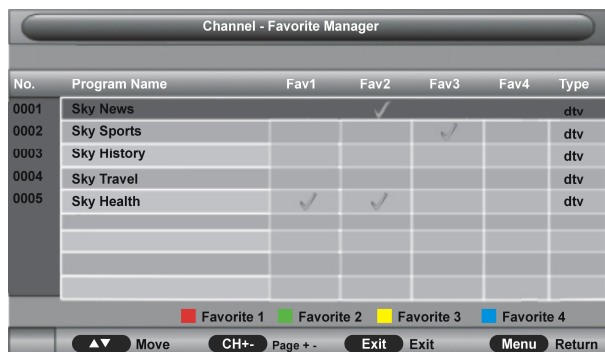 Channel - Favorite Manager
No. Program Name Fav1 Fav2 Fav3 Fav4 Type
0001 Sky News dtv
0002 Sky Sports dtv
0003 Sky History dtv
0004 Sky Travel dtv
0005 Sky Health dtv
Favorite 1 Favorite 2 Favorite 3 Favorite 4
▲▼ Move CH+- Page + - Exit Exit Menu Return